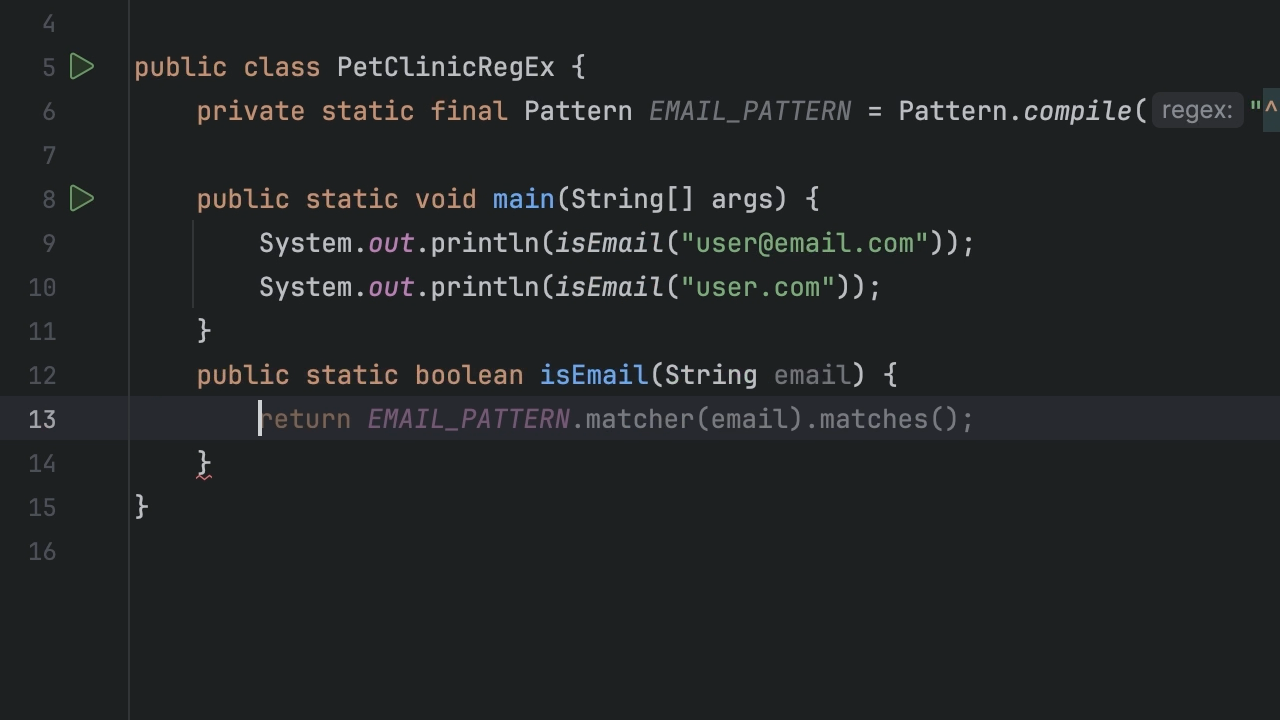 4
5 public class PetClinicRegEx {
6 private static final Pattern EMAIL_PATTERN = Pattern.compile( regex: "^
7
8 public static void main(String[] args) {
9 System.out.println(isEmail("user@email.com"));
10 System.out.println(isEmail("user.com"));
11 }
12 public static boolean isEmail(String email) {
13 return EMAIL_PATTERN.matcher(email).matches();
14 }
15 }
16